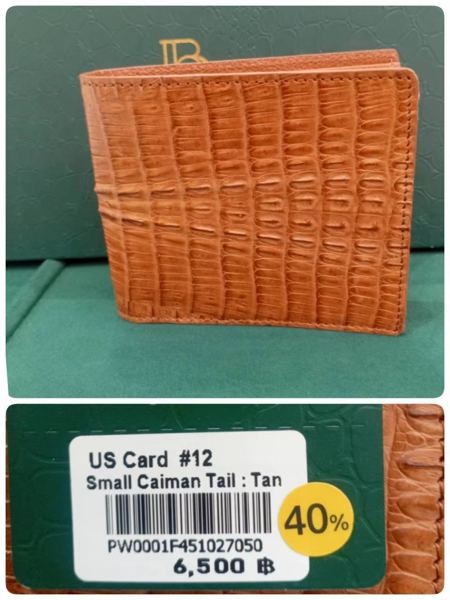 B
US Card #12
Small Caiman Tail : Tan
PW0001F451027050
40%
6,500 ฿